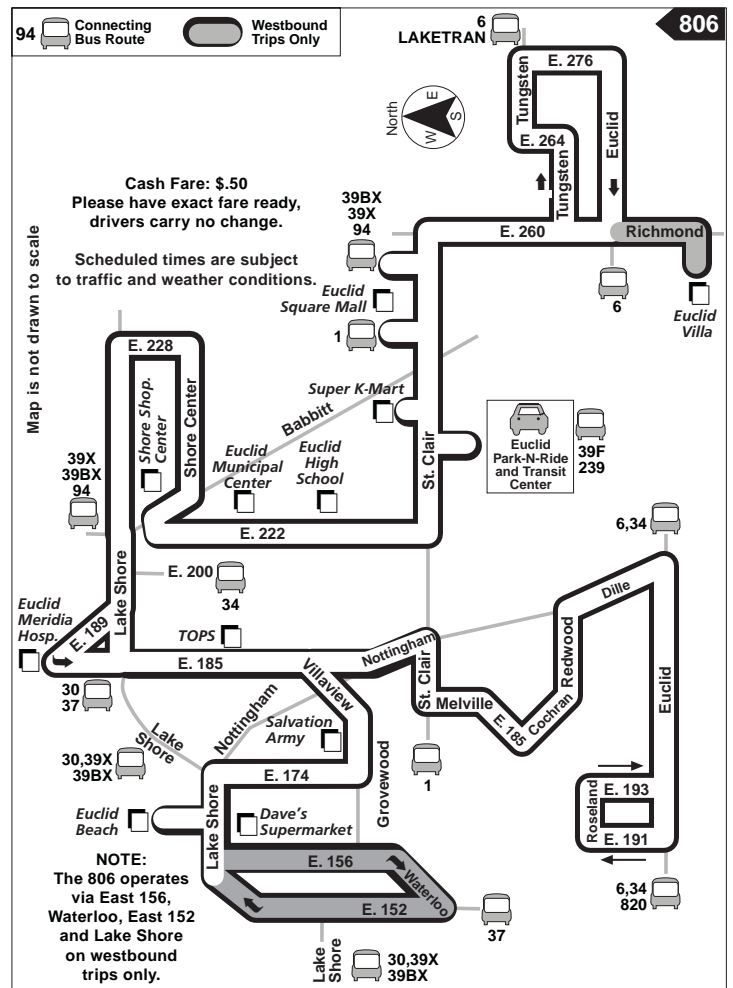 94
Connecting
Bus Route
Westbound
Trips Only
6
LAKETRAN
806
E. 276
Tungsten
Euclid
E. 264
Tungsten
North
E
S
W
Cash Fare: $.50
Please have exact fare ready,
drivers carry no change.
Scheduled times are subject
to traffic and weather conditions.
Map is not drawn to scale
39BX
39X
94
E. 260
Richmond
Euclid
Square Mall
6
Euclid
Villa
1
E. 228
Super K-Mart
Babbitt
Shore Shop.
Center
Shore Center
Euclid
Municipal
Center
Euclid
High
School
St. Clair
Euclid
Park-N-Ride
and Transit
Center
39F
239
39X
39BX
94
E. 222
6,34
Lake Shore
E. 200
34
Dille
Euclid
Meridia
Hosp.
E. 189
TOPS
E. 185
Nottingham
St. Clair
Redwood
Euclid
30
37
Villaview
Melville
E. 185
Cochran
Lake
Shore
Nottingham
Salvation
Army
30,39X
39BX
E. 174
Grovewood
1
Roseland
E. 193
E. 191
Euclid
Beach
Lake Shore
Dave's
Supermarket
NOTE:
The 806 operates
via East 156,
Waterloo, East 152
and Lake Shore
on westbound
trips only.
E. 156
Waterloo
E. 152
37
6,34
820
Lake
Shore
30,39X
39BX